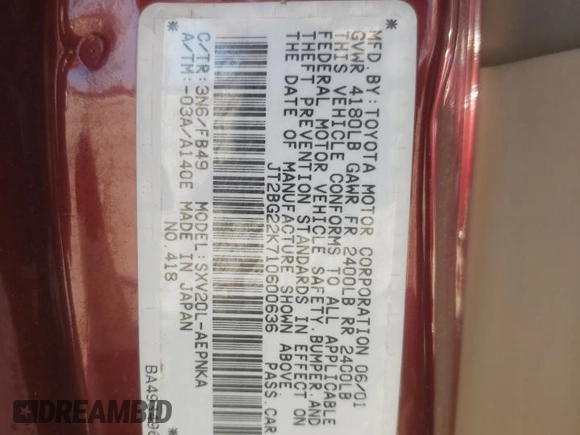 MFD. BY: TOYOTA MOTOR CORPORATION 06/01
GVWR 4180LB GAWR FR 2400LB RR 2400LB
THIS VEHICLE CONFORMS TO ALL APPLICABLE
FEDERAL MOTOR VEHICLE SAFETY, BUMPER, AND
THEFT PREVENTION STANDARDS IN EFFECT ON
THE DATE OF MANUFACTURE SHOWN ABOVE.
JT2BG22K710600636 PASS. CAR
C/TR: 3N6/FB49 MODEL: SXV20L-AEPNKA
A/TM: -03A/A140E MADE IN JAPAN
NO. 418
DREAMBID